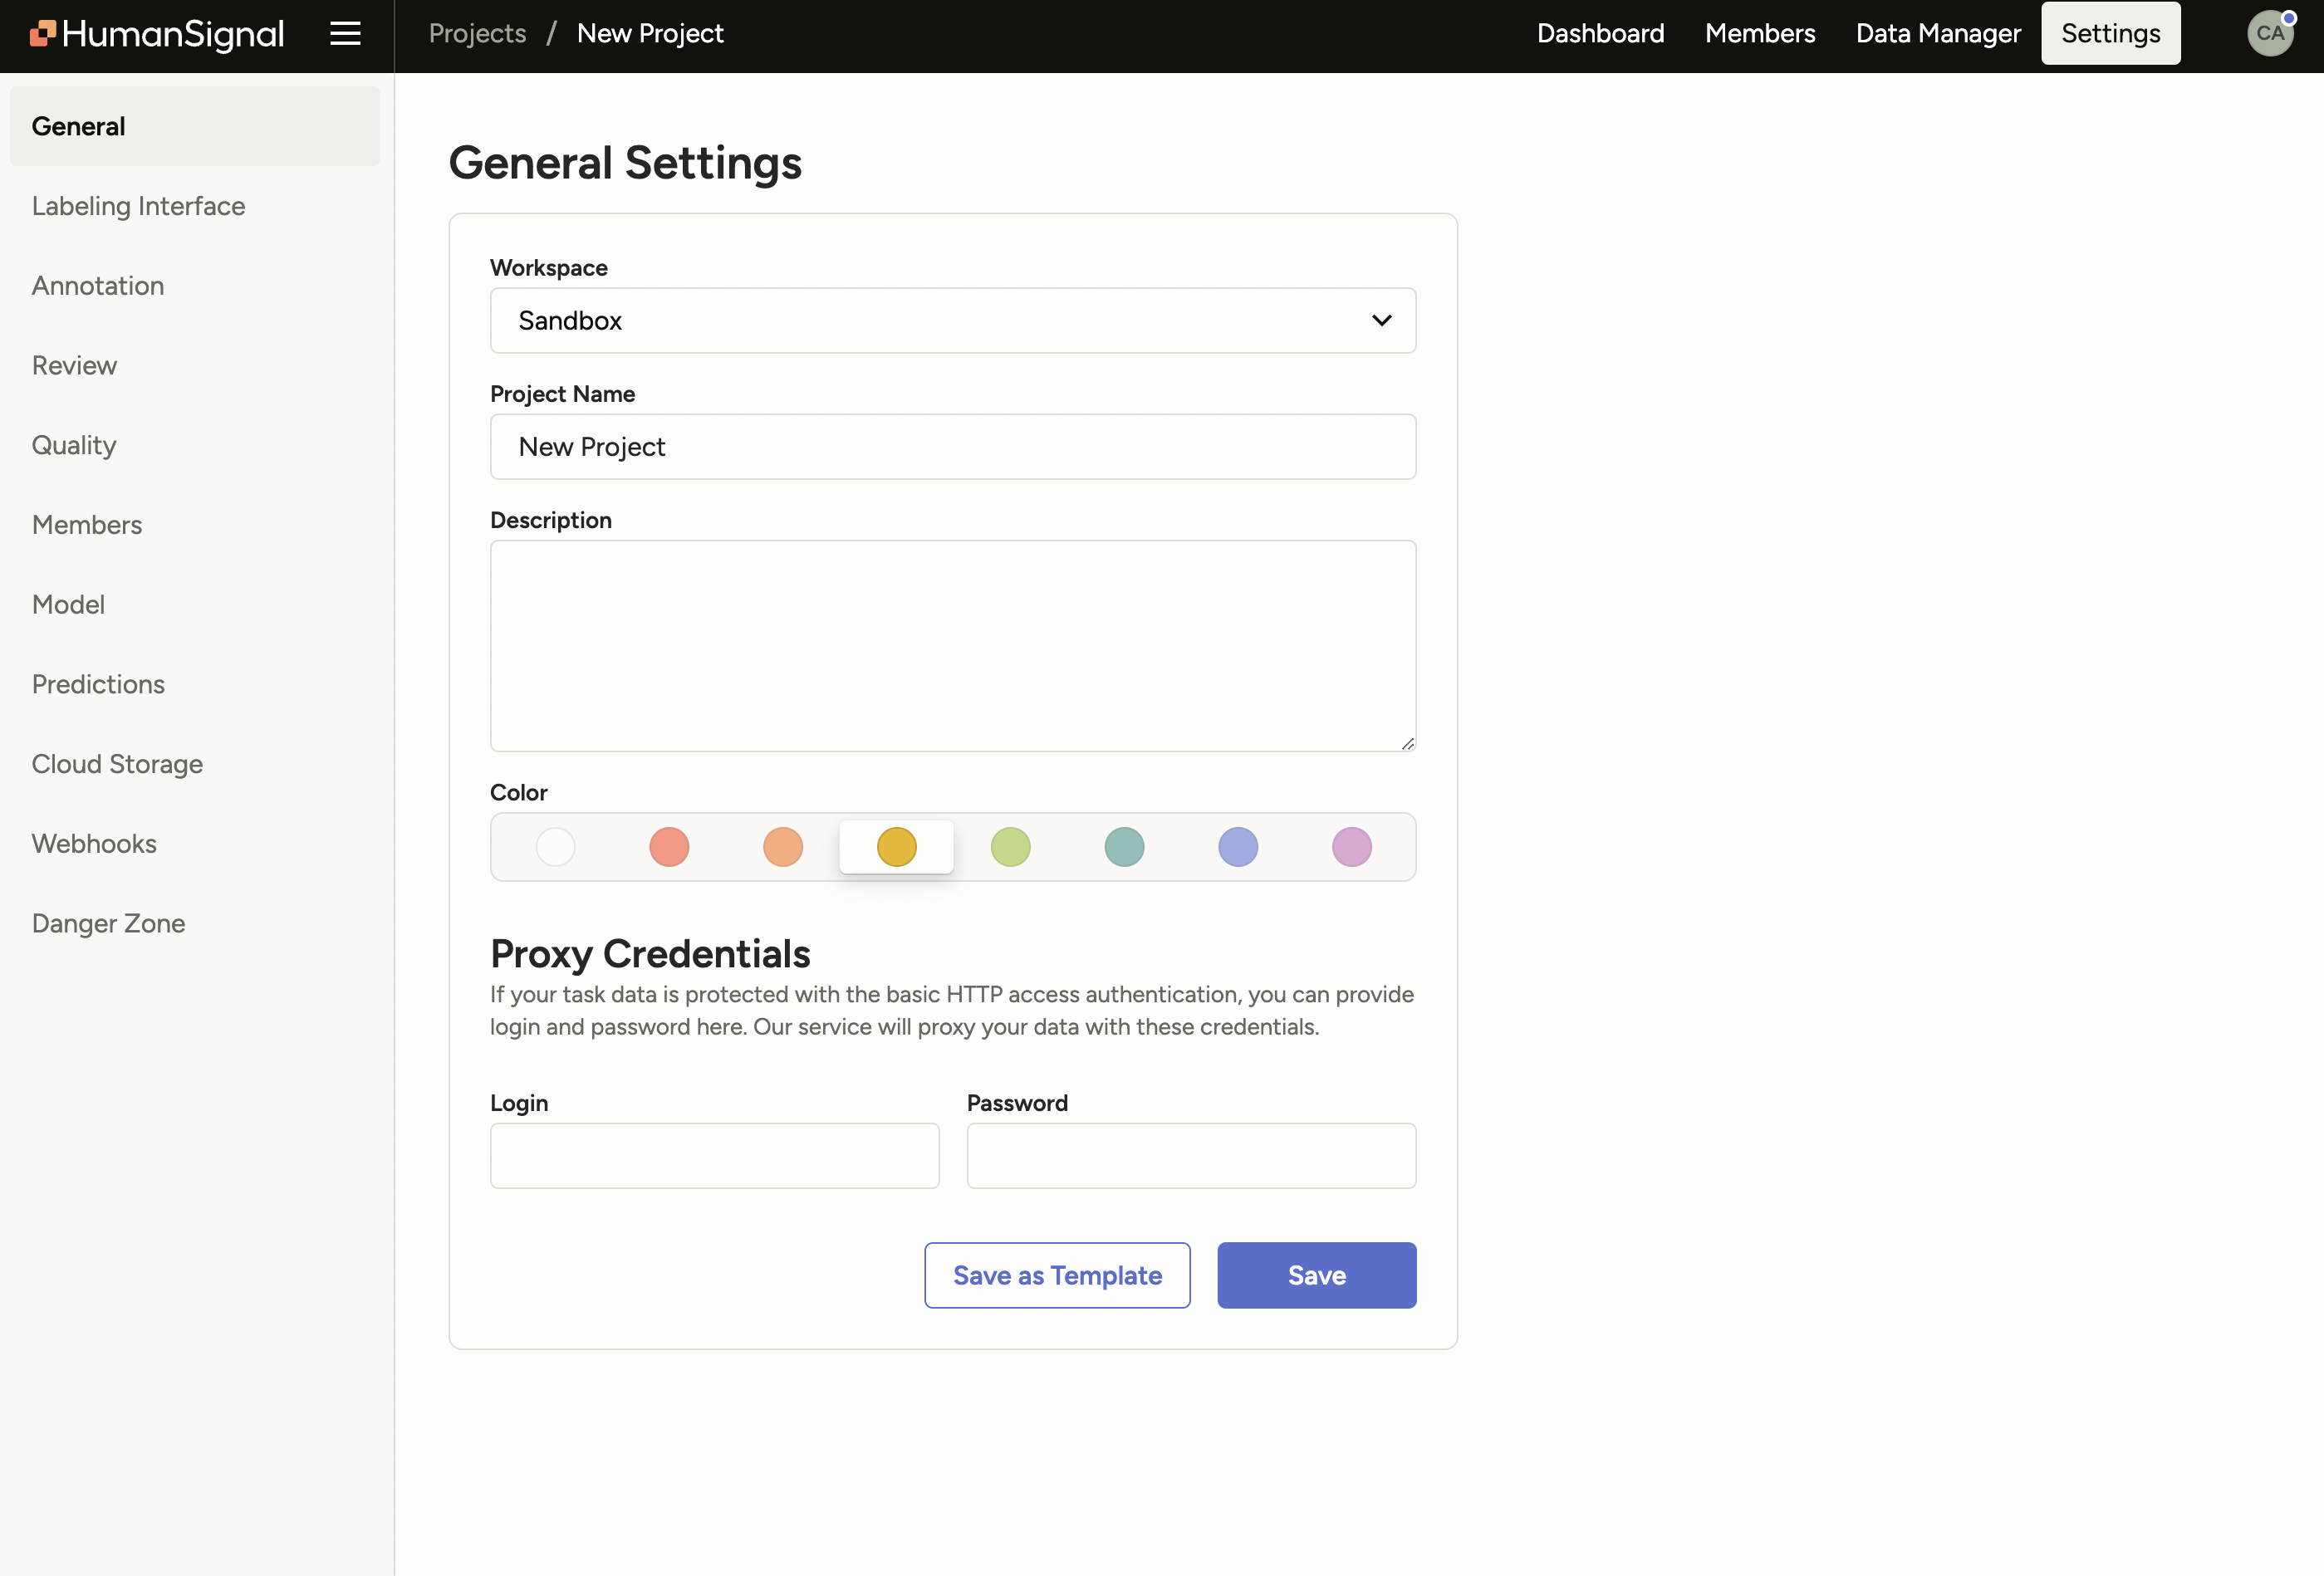 HumanSignal
Projects / New Project
Dashboard
Members
Data Manager
Settings
CA
General
Labeling Interface
Annotation
Review
Quality
Members
Model
Predictions
Cloud Storage
Webhooks
Danger Zone
General Settings
Workspace
Sandbox
Project Name
New Project
Description
Color
Proxy Credentials
If your task data is protected with the basic HTTP access authentication, you can provide
login and password here. Our service will proxy your data with these credentials.
Login
Password
Save as Template
Save